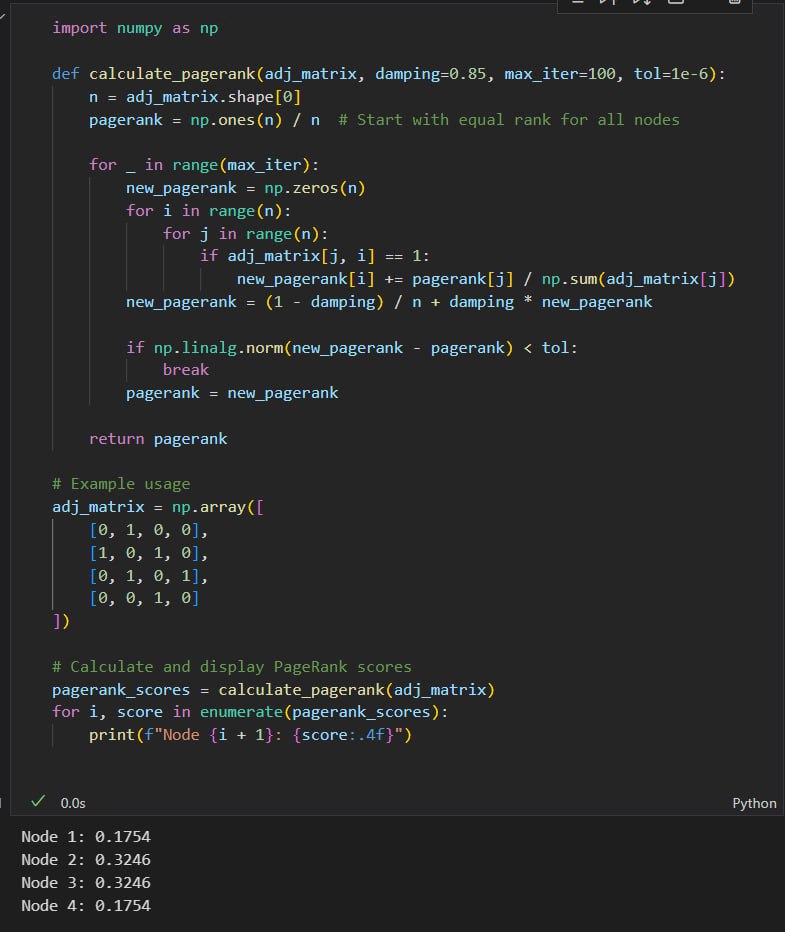 import numpy as np
def calculate_pagerank(adj_matrix, damping=0.85, max_iter=100, tol=1e-6):
    n = adj_matrix.shape[0]
    pagerank = np.ones(n) / n  # Start with equal rank for all nodes
    for _ in range(max_iter):
        new_pagerank = np.zeros(n)
        for i in range(n):
            for j in range(n):
                if adj_matrix[j, i] == 1:
                    new_pagerank[i] += pagerank[j] / np.sum(adj_matrix[j])
        new_pagerank = (1 - damping) / n + damping * new_pagerank
        if np.linalg.norm(new_pagerank - pagerank) < tol:
            break
        pagerank = new_pagerank
    return pagerank
# Example usage
adj_matrix = np.array([
    [0, 1, 0, 0],
    [1, 0, 1, 0],
    [0, 1, 0, 1],
    [0, 0, 1, 0]
])
# Calculate and display PageRank scores
pagerank_scores = calculate_pagerank(adj_matrix)
for i, score in enumerate(pagerank_scores):
    print(f"Node {i + 1}: {score:.4f}")
0.0s
Python
Node 1: 0.1754
Node 2: 0.3246
Node 3: 0.3246
Node 4: 0.1754